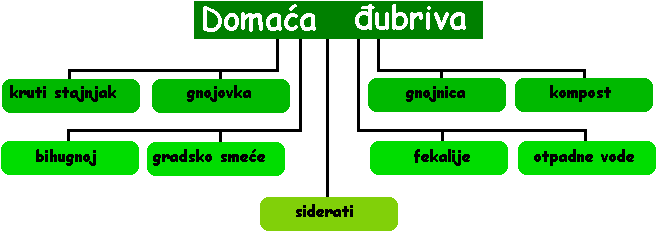 Domaća đubriva
kruti stajnjak
gnojovka
gnojnica
kompost
bihugnoj
gradsko smeće
fekalije
otpadne vode
siderati